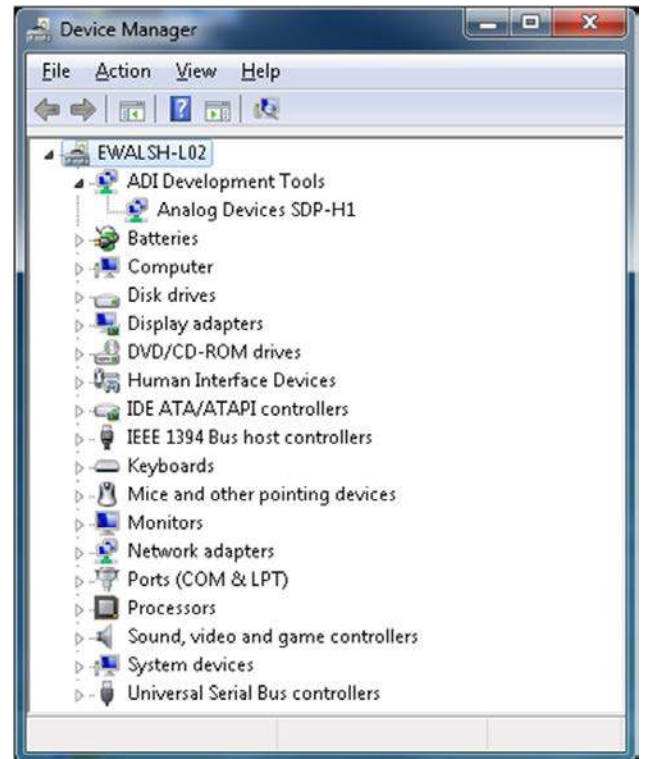 Device Manager
File Action View Help
EWALSH-L02
ADI Development Tools
Analog Devices SDP-H1
Batteries
Computer
Disk drives
Display adapters
DVD/CD-ROM drives
Human Interface Devices
IDE ATA/ATAPI controllers
IEEE 1394 Bus host controllers
Keyboards
Mice and other pointing devices
Monitors
Network adapters
Ports (COM & LPT)
Processors
Sound, video and game controllers
System devices
Universal Serial Bus controllers